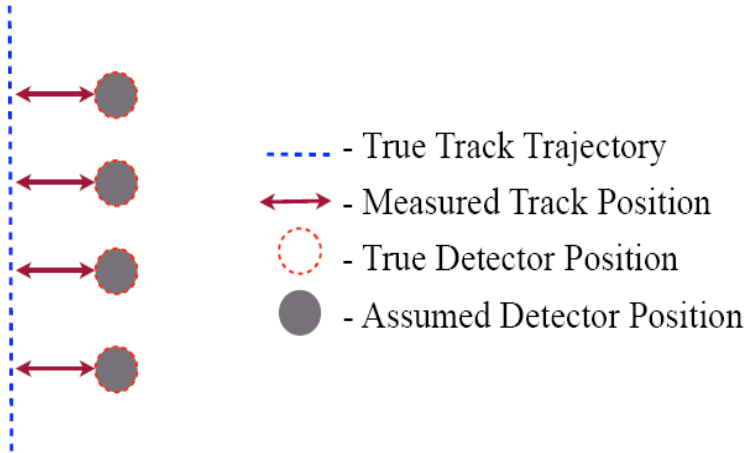 - True Track Trajectory
- Measured Track Position
- True Detector Position
- Assumed Detector Position